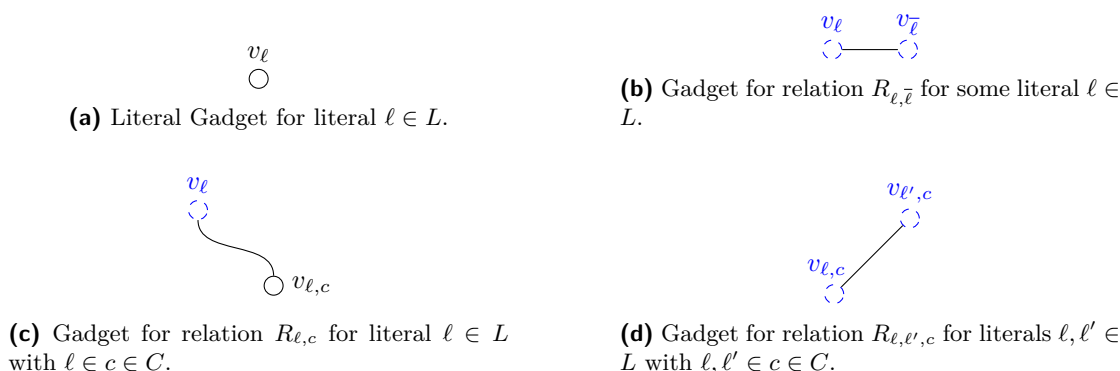 v_ℓ
(a) Literal Gadget for literal ℓ ∈ L.
v_ℓ v_ℓ̅
(b) Gadget for relation R_{ℓ,ℓ̅} for some literal ℓ ∈
L.
v_ℓ
v_{ℓ,c}
(c) Gadget for relation R_{ℓ,c} for literal ℓ ∈ L
with ℓ ∈ c ∈ C.
v_{ℓ′,c}
v_{ℓ,c}
(d) Gadget for relation R_{ℓ,ℓ′,c} for literals ℓ, ℓ′ ∈
L with ℓ, ℓ′ ∈ c ∈ C.